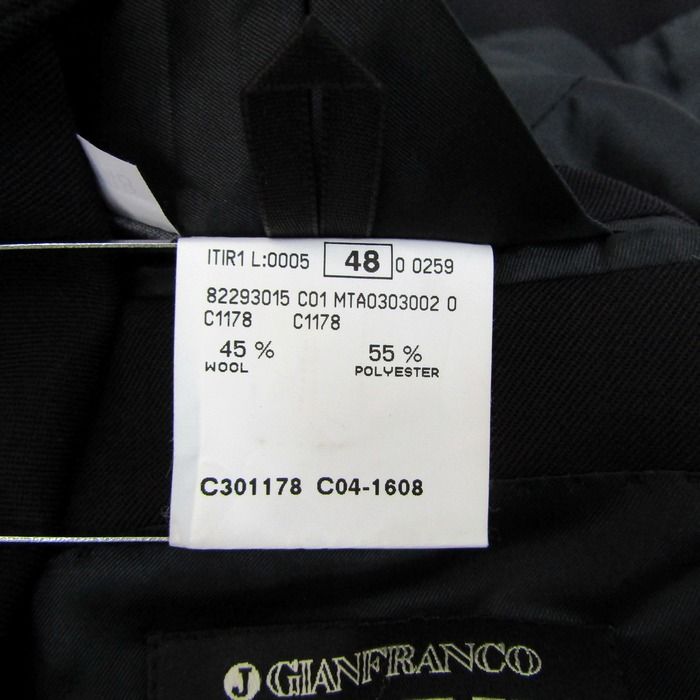 ITIR1 L:0005 48 0 0259
82293015 C01 MTA0303002 0
C1178 C1178
45 % 55 %
WOOL POLYESTER
C301178 C04-1608
J GIANFRANCO